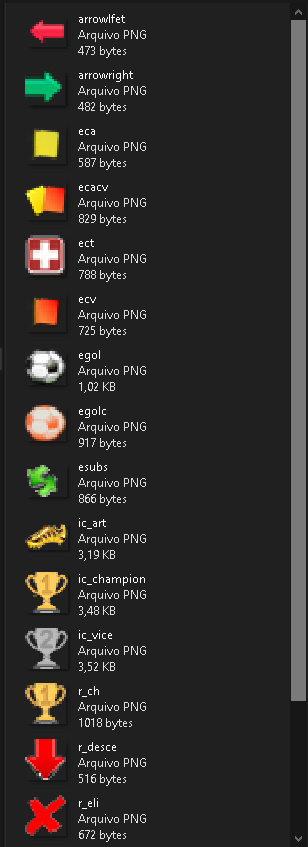 arrowlfet
Arquivo PNG
473 bytes
arrowright
Arquivo PNG
482 bytes
eca
Arquivo PNG
587 bytes
ecacv
Arquivo PNG
829 bytes
ect
Arquivo PNG
788 bytes
ecv
Arquivo PNG
725 bytes
egol
Arquivo PNG
1,02 KB
egolc
Arquivo PNG
917 bytes
esubs
Arquivo PNG
866 bytes
ic_art
Arquivo PNG
3,19 KB
1
ic_champion
Arquivo PNG
3,48 KB
2
ic_vice
Arquivo PNG
3,52 KB
1
r_ch
Arquivo PNG
1018 bytes
r_desce
Arquivo PNG
516 bytes
r_eli
Arquivo PNG
672 bytes